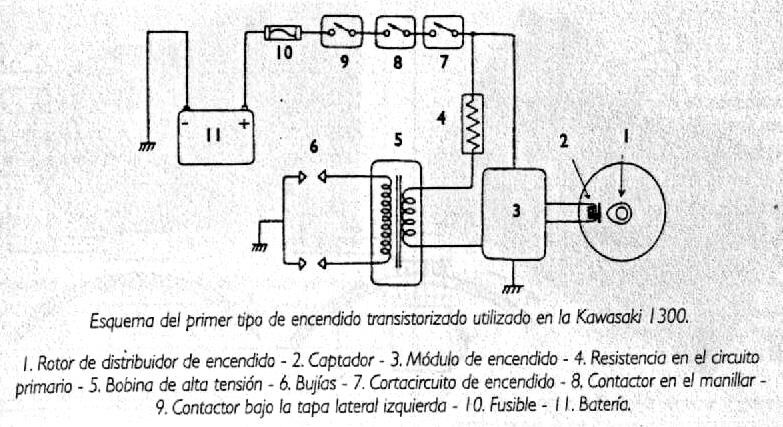 10
9
8
7
4
- 11 +
6
5
2
1
3
Esquema del primer tipo de encendido transistorizado utilizado en la Kawasaki 1300.
1. Rotor de distribuidor de encendido - 2. Captador - 3. Módulo de encendido - 4. Resistencia en el circuito
primario - 5. Bobina de alta tensión - 6. Bujías - 7. Cortacircuito de encendido - 8. Contactor en el manillar -
9. Contactor bajo la tapa lateral izquierda - 10. Fusible - 11. Batería.